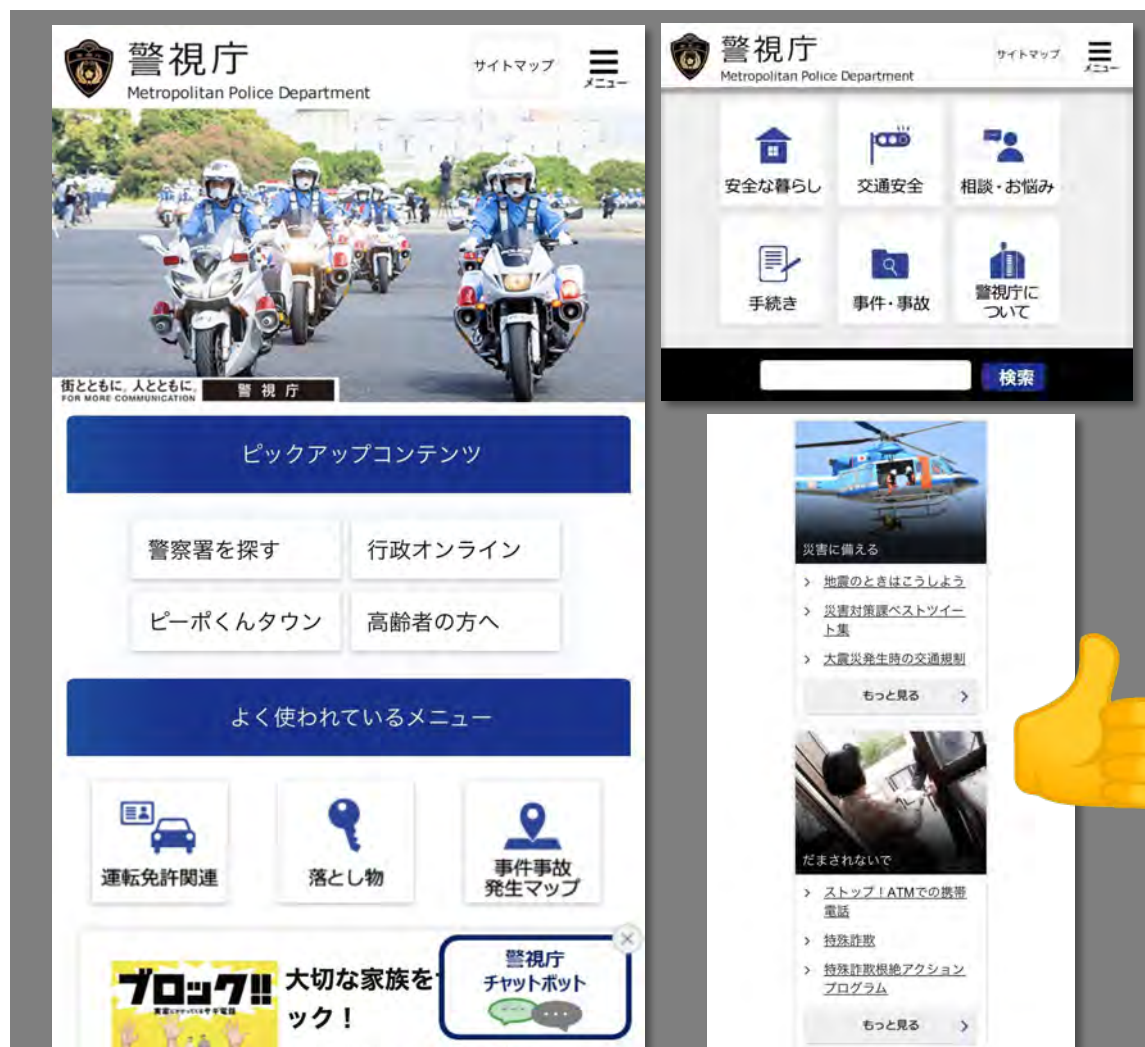 警視庁
Metropolitan Police Department
サイトマップ
メニュー
街とともに。人とともに。
FOR MORE COMMUNICATION
警視庁
ピックアップコンテンツ
警察署を探す
行政オンライン
ピーポくんタウン
高齢者の方へ
よく使われているメニュー
運転免許関連
落とし物
事件事故
発生マップ
ブロック!!
大切な家族を
ック!
警視庁
チャットボット
警視庁
Metropolitan Police Department
サイトマップ
メニュー
安全な暮らし
交通安全
相談・お悩み
手続き
事件・事故
警視庁に
ついて
検索
災害に備える
地震のときはこうしよう
災害対策課ベストツイー
ト集
大震災発生時の交通規制
もっと見る
だまされないで
ストップ!ATMでの携帯
電話
特殊詐欺
特殊詐欺根絶アクション
プログラム
もっと見る